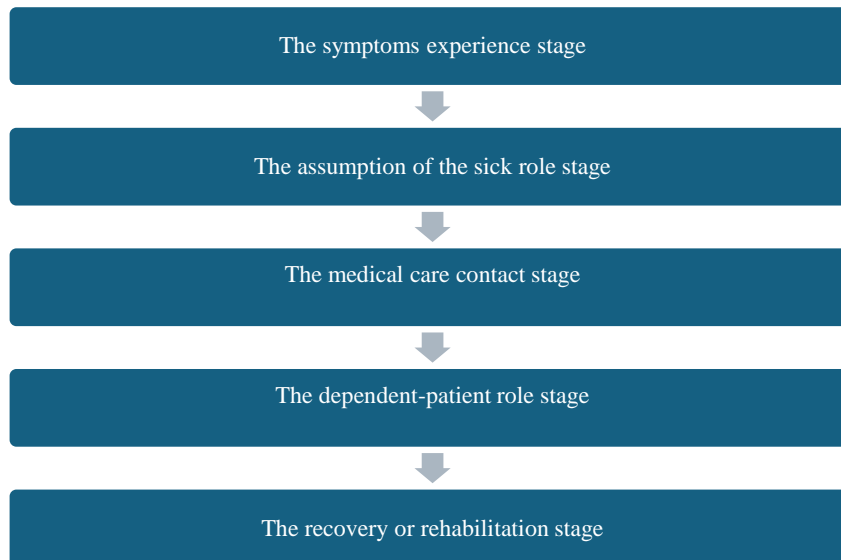 The symptoms experience stage
The assumption of the sick role stage
The medical care contact stage
The dependent-patient role stage
The recovery or rehabilitation stage